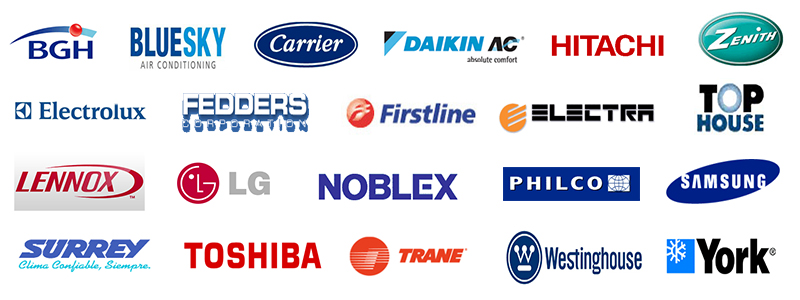 BGH
BLUESKY
AIR CONDITIONING
Carrier
DAIKIN AC
absolute comfort
HITACHI
ZENITH
Electrolux
FEDDERS
CORPORATION
Firstline
ELECTRA
TOP
HOUSE
LENNOX™
LG
NOBLEX
PHILCO
SAMSUNG
SURREY
Clima Confiable, Siempre.
TOSHIBA
TRANE
W Westinghouse
York®